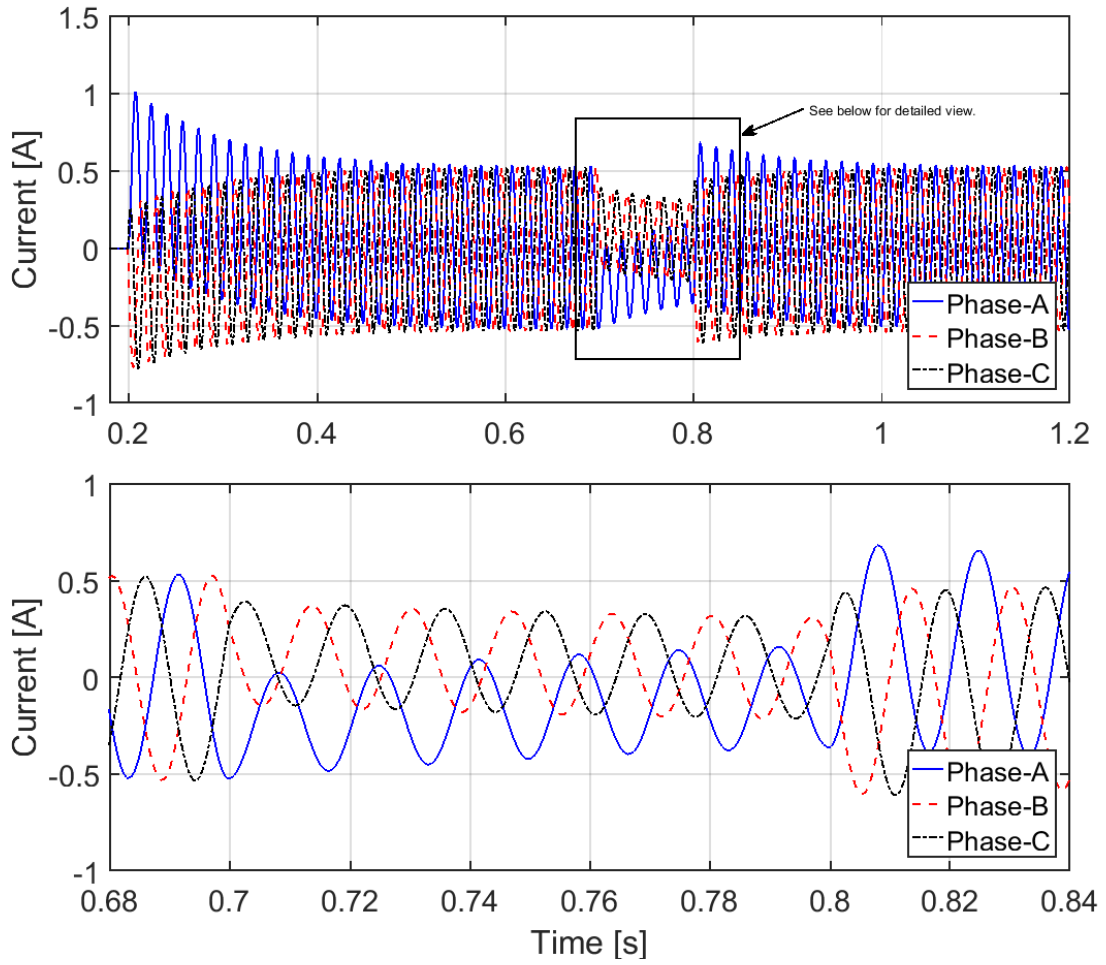 1.5
1
0.5
0
-0.5
-1
Current [A]
See below for detailed view.
Phase-A
Phase-B
Phase-C
0.2 0.4 0.6 0.8 1 1.2
1
0.5
0
-0.5
-1
Current [A]
Phase-A
Phase-B
Phase-C
0.68 0.7 0.72 0.74 0.76 0.78 0.8 0.82 0.84
Time [s]